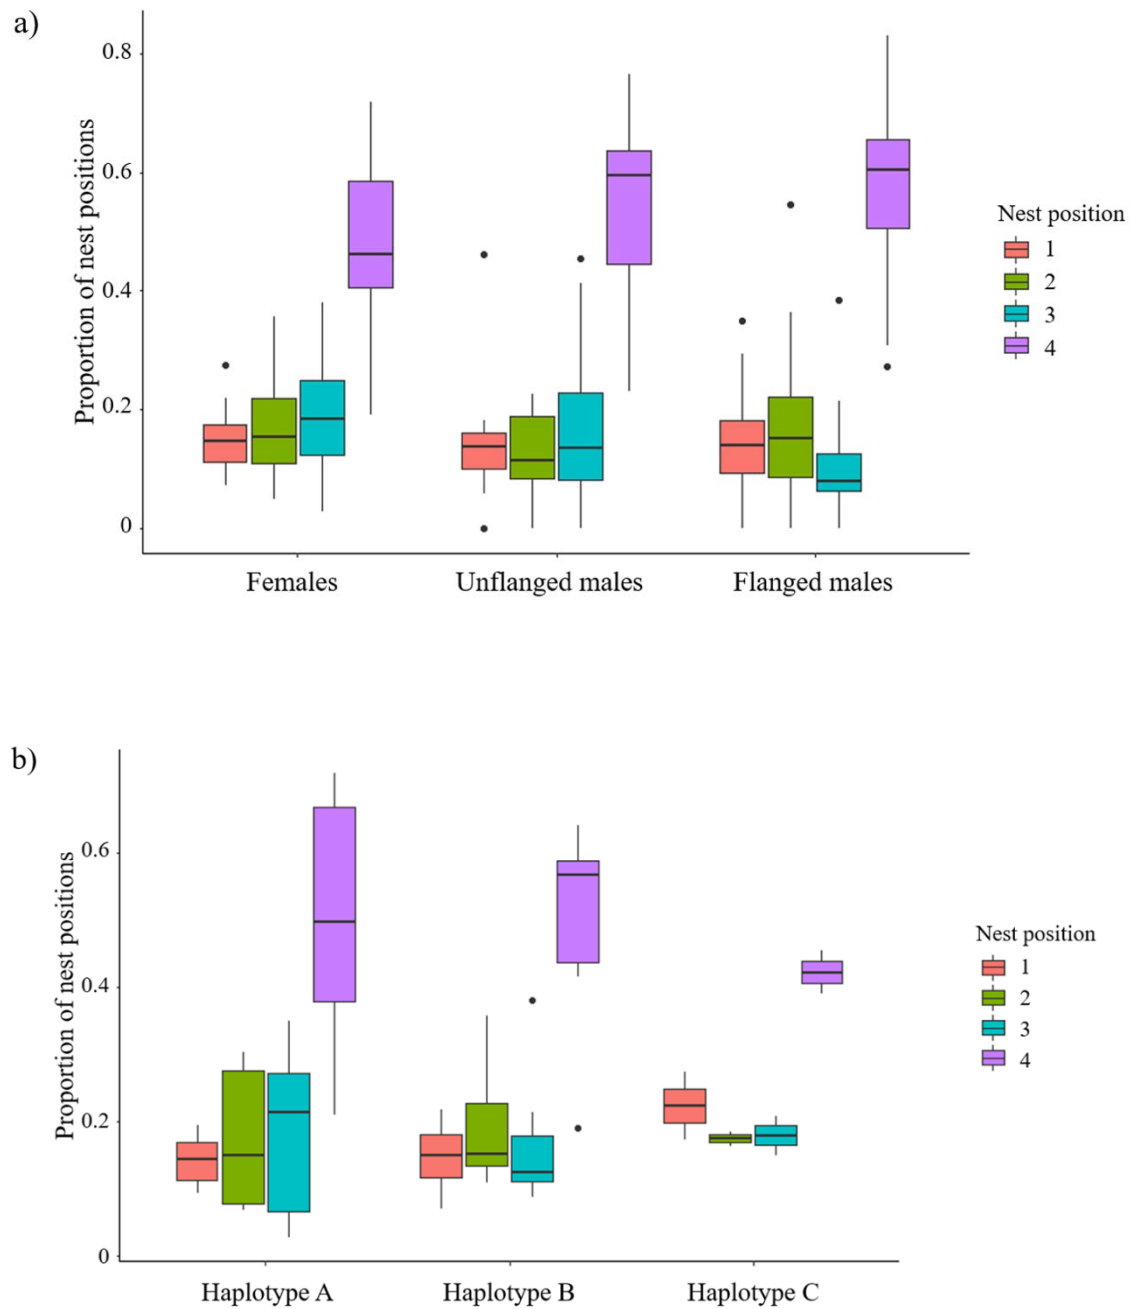 a)
Proportion of nest positions
0.8
0.6
0.4
0.2
0
Females
Unflanged males
Flanged males
Nest position
1
2
3
4
b)
Proportion of nest positions
0.6
0.4
0.2
0
Haplotype A
Haplotype B
Haplotype C
Nest position
1
2
3
4